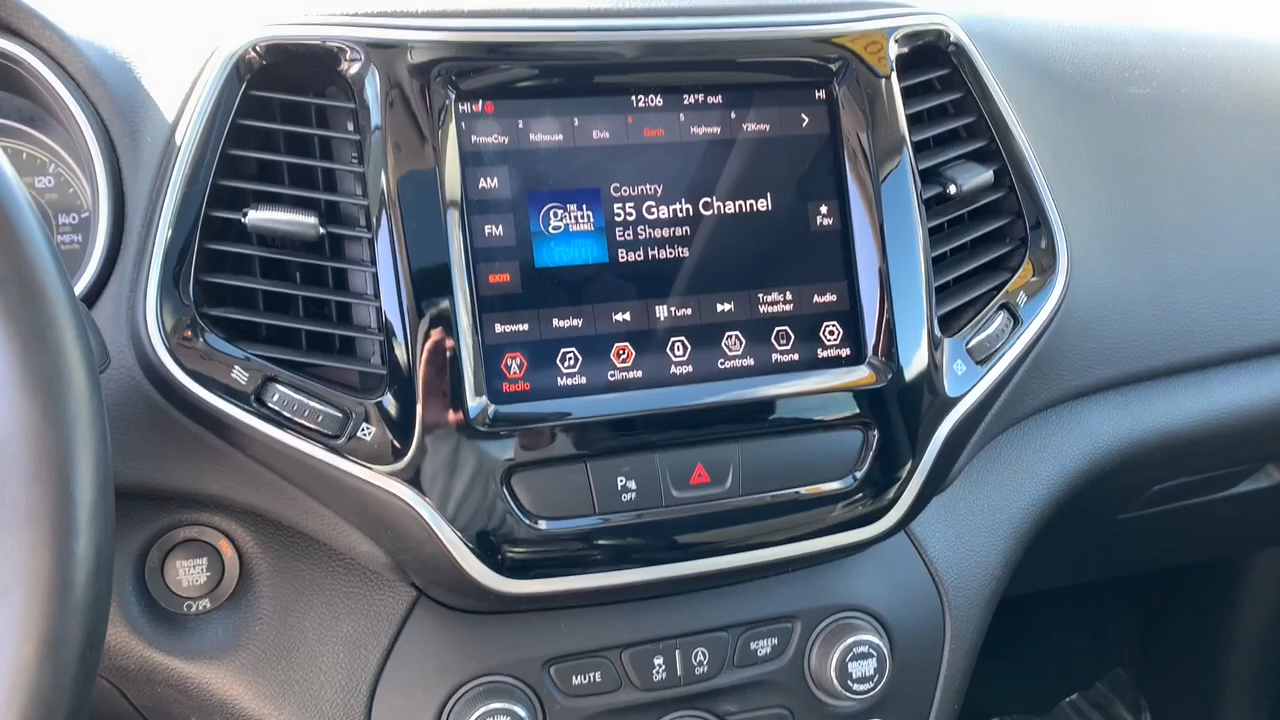 HI
12:06
24°F out
HI
1 PrmeCtry
2 Rdhouse
3 Elvis
4 Garth
5 Highway
6 Y2Kntry
AM
FM
sxm
THE
garth
CHANNEL
Country
55 Garth Channel
Ed Sheeran
Bad Habits
Fav
Browse
Replay
Tune
Traffic &
Weather
Audio
Radio
Media
Climate
Apps
Controls
Phone
Settings
120
140
MPH
P
OFF
ENGINE
START
STOP
MUTE
OFF
OFF
SCREEN
OFF
TUNE
BROWSE
ENTER
SCROLL